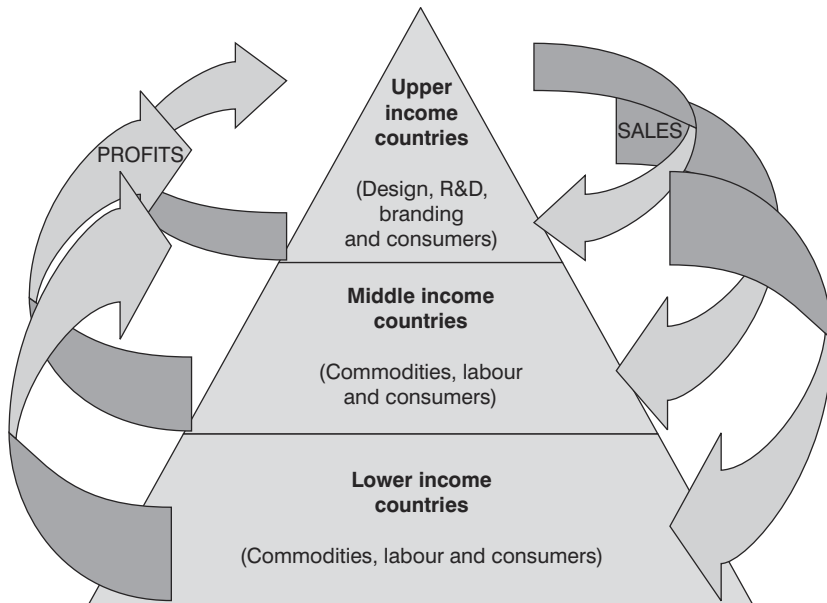 Upper
income
countries
(Design, R&D,
branding
and consumers)
PROFITS
SALES
Middle income
countries
(Commodities, labour
and consumers)
Lower income
countries
(Commodities, labour and consumers)